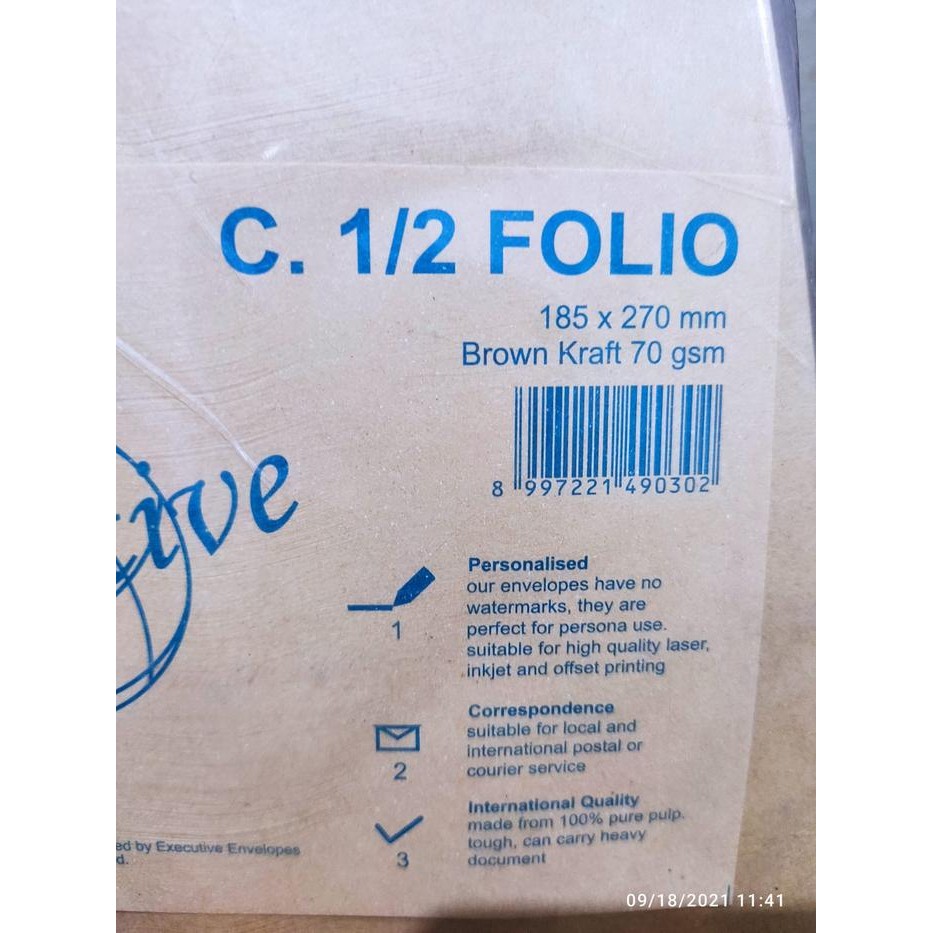 C. 1/2 FOLIO
185 x 270 mm
Brown Kraft 70 gsm
8 997221 490302
ive
1
Personalised
our envelopes have no
watermarks, they are
perfect for persona use.
suitable for high quality laser,
inkjet and offset printing
2
Correspondence
suitable for local and
international postal or
courier service
3
International Quality
made from 100% pure pulp.
tough, can carry heavy
document
ed by Executive Envelopes
d.
09/18/2021 11:41